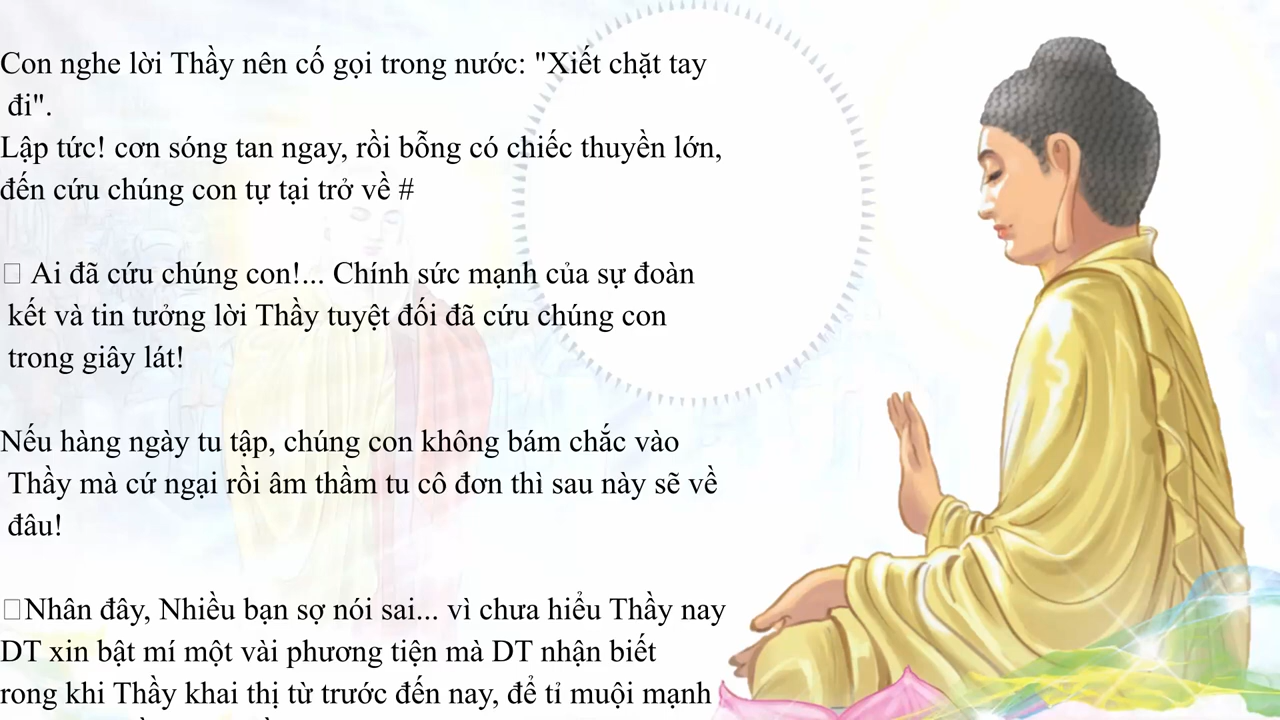 Con nghe lời Thầy nên cố gọi trong nước: "Xiết chặt tay
đi".
Lập tức! cơn sóng tan ngay, rồi bỗng có chiếc thuyền lớn,
đến cứu chúng con tự tại trở về #
Ai đã cứu chúng con!... Chính sức mạnh của sự đoàn
kết và tin tưởng lời Thầy tuyệt đối đã cứu chúng con
trong giây lát!
Nếu hàng ngày tu tập, chúng con không bám chắc vào
Thầy mà cứ ngại rồi âm thầm tu cô đơn thì sau này sẽ về
đâu!
Nhân đây, Nhiều bạn sợ nói sai... vì chưa hiểu Thầy nay
DT xin bật mí một vài phương tiện mà DT nhận biết
rong khi Thầy khai thị từ trước đến nay, để tỉ muội mạnh